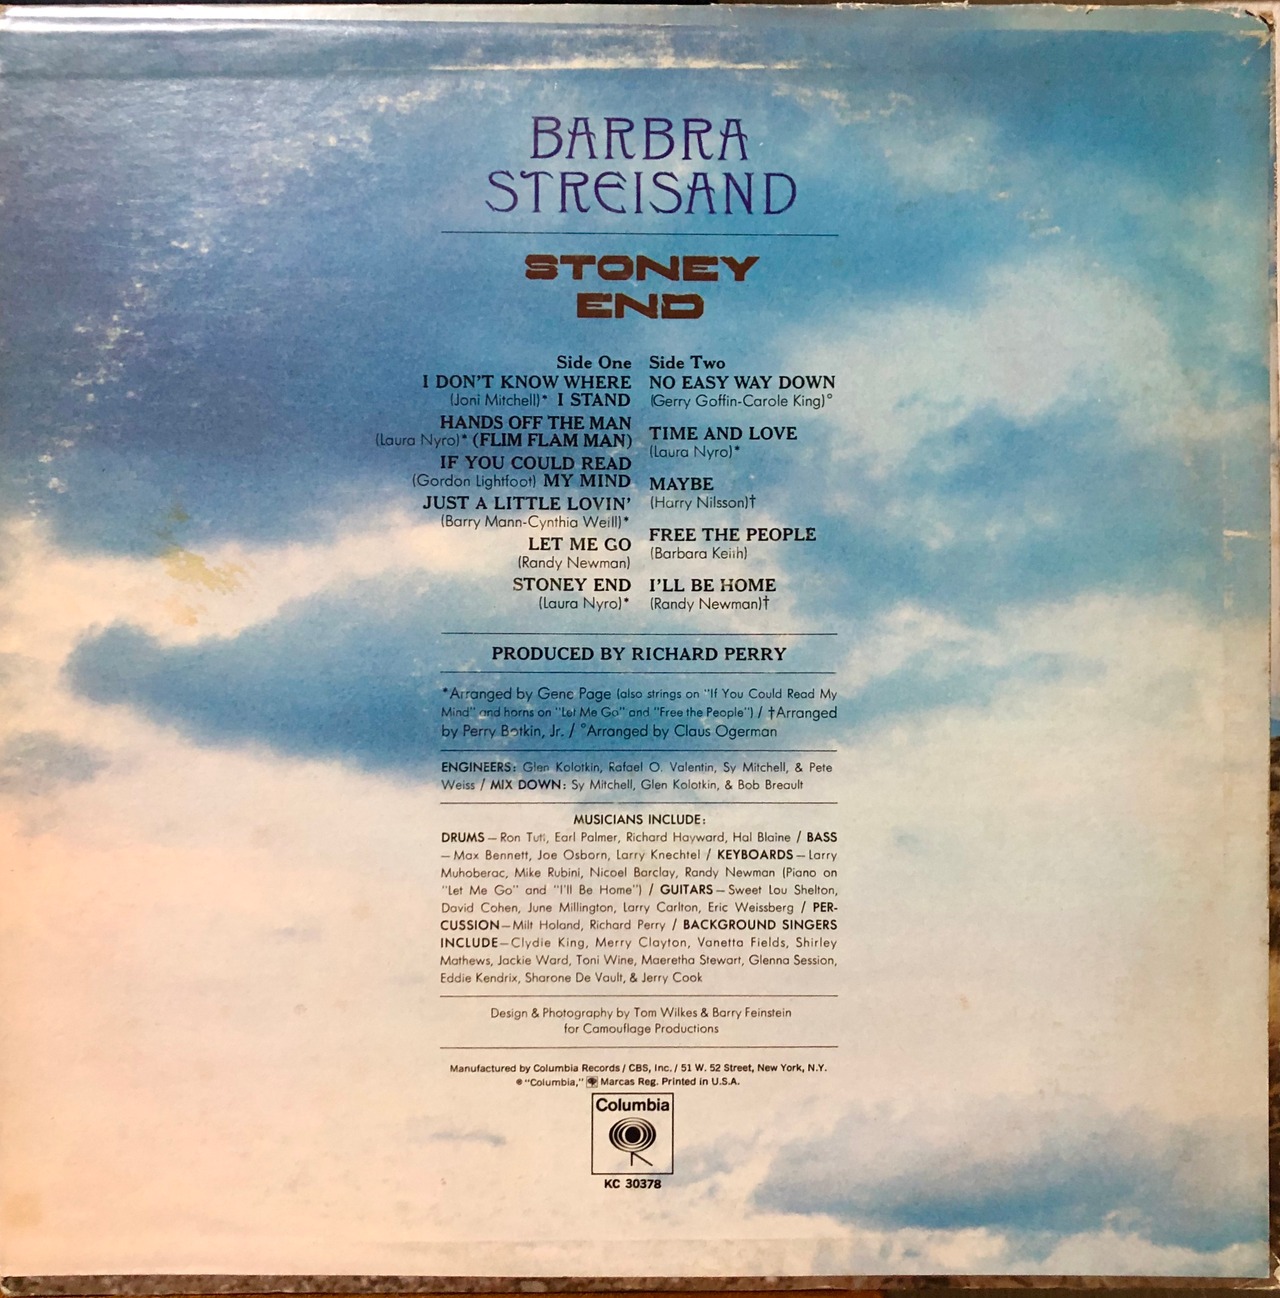 BARBRA
STREISAND
STONEY
END
Side One
I DON'T KNOW WHERE
(Joni Mitchell)* I STAND
HANDS OFF THE MAN
(Laura Nyro)* (FLIM FLAM MAN)
IF YOU COULD READ
(Gordon Lightfoot) MY MIND
JUST A LITTLE LOVIN'
(Barry Mann-Cynthia Weill)*
LET ME GO
(Randy Newman)
STONEY END
(Laura Nyro)*
Side Two
NO EASY WAY DOWN
(Gerry Goffin-Carole King)°
TIME AND LOVE
(Laura Nyro)*
MAYBE
(Harry Nilsson)†
FREE THE PEOPLE
(Barbara Keith)
I'LL BE HOME
(Randy Newman)†
PRODUCED BY RICHARD PERRY
*Arranged by Gene Page (also strings on "If You Could Read My
Mind" and horns on "Let Me Go" and "Free the People") / †Arranged
by Perry Botkin, Jr. / °Arranged by Claus Ogerman
ENGINEERS: Glen Kolotkin, Rafael O. Valentin, Sy Mitchell, & Pete
Weiss / MIX DOWN: Sy Mitchell, Glen Kolotkin, & Bob Breault
MUSICIANS INCLUDE:
DRUMS—Ron Tuti, Earl Palmer, Richard Hayward, Hal Blaine / BASS
—Max Bennett, Joe Osborn, Larry Knechtel / KEYBOARDS—Larry
Muhoberac, Mike Rubini, Nicoel Barclay, Randy Newman (Piano on
"Let Me Go" and "I'll Be Home") / GUITARS—Sweet Lou Shelton,
David Cohen, June Millington, Larry Carlton, Eric Weissberg / PER-
CUSSION—Milt Holand, Richard Perry / BACKGROUND SINGERS
INCLUDE—Clydie King, Merry Clayton, Vanetta Fields, Shirley
Mathews, Jackie Ward, Toni Wine, Maeretha Stewart, Glenna Session,
Eddie Kendrix, Sharone De Vault, & Jerry Cook
Design & Photography by Tom Wilkes & Barry Feinstein
for Camouflage Productions
Manufactured by Columbia Records / CBS, Inc. / 51 W. 52 Street, New York, N.Y.
® "Columbia," Marcas Reg. Printed in U.S.A.
Columbia
KC 30378